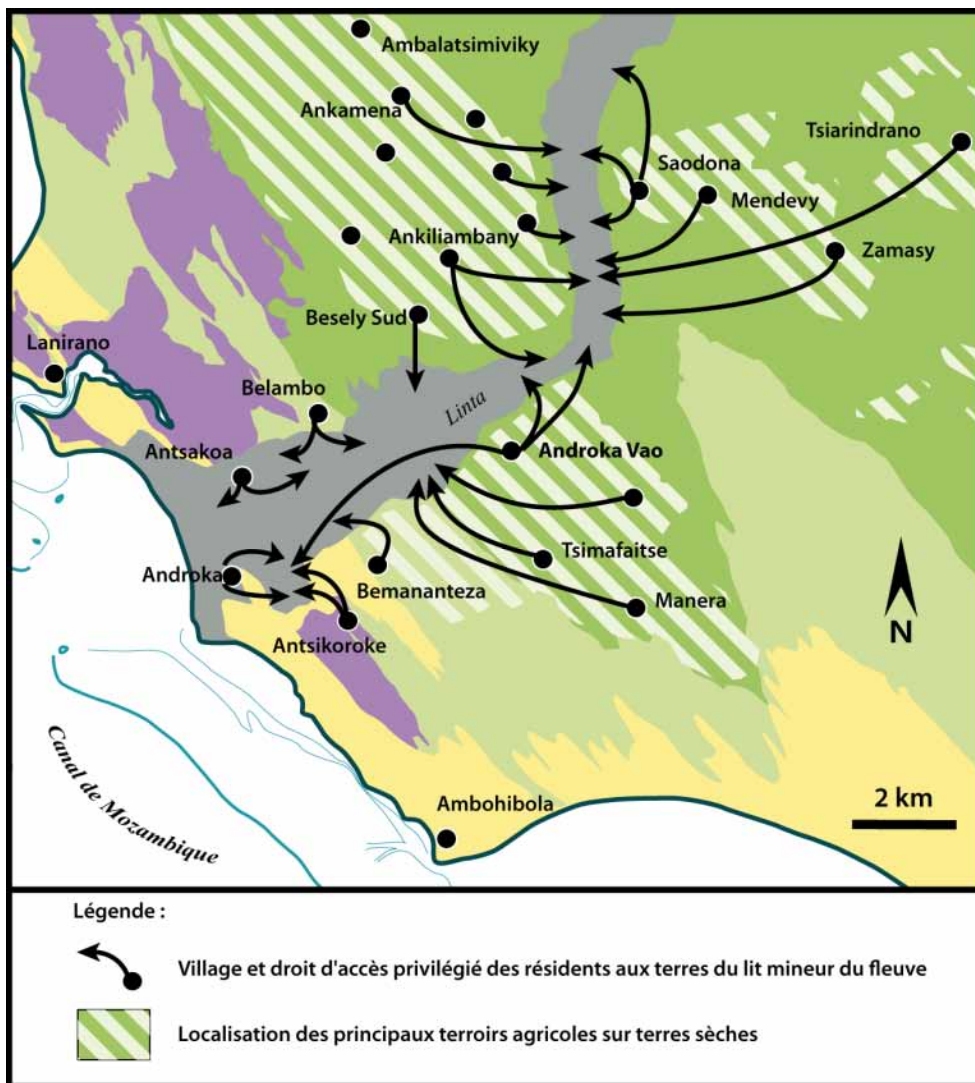 Ambalatsimiviky
Ankamena
Tsiarindrano
Saodona
Mendevy
Ankiliambany
Zamasy
Besely Sud
Lanirano
Belambo
Linta
Antsakoa
Androka Vao
Tsimafaitse
Androka
Bemananteza
Manera
Antsikoroke
N
Canal de Mozambique
Ambohibola
2 km
Légende :
Village et droit d'accès privilégié des résidents aux terres du lit mineur du fleuve
Localisation des principaux terroirs agricoles sur terres sèches